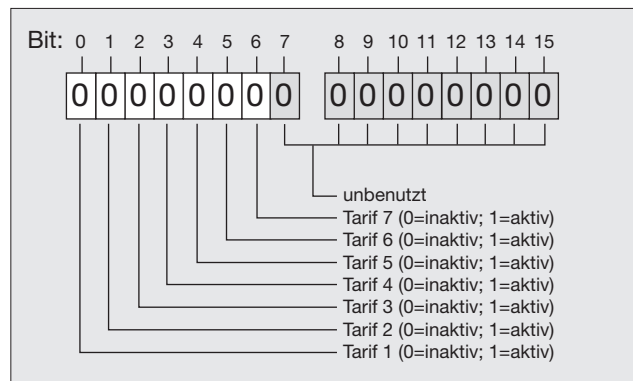 Bit: 0 1 2 3 4 5 6 7 8 9 10 11 12 13 14 15
0 0 0 0 0 0 0 0 0 0 0 0 0 0 0 0
unbenutzt
Tarif 7 (0=inaktiv; 1=aktiv)
Tarif 6 (0=inaktiv; 1=aktiv)
Tarif 5 (0=inaktiv; 1=aktiv)
Tarif 4 (0=inaktiv; 1=aktiv)
Tarif 3 (0=inaktiv; 1=aktiv)
Tarif 2 (0=inaktiv; 1=aktiv)
Tarif 1 (0=inaktiv; 1=aktiv)